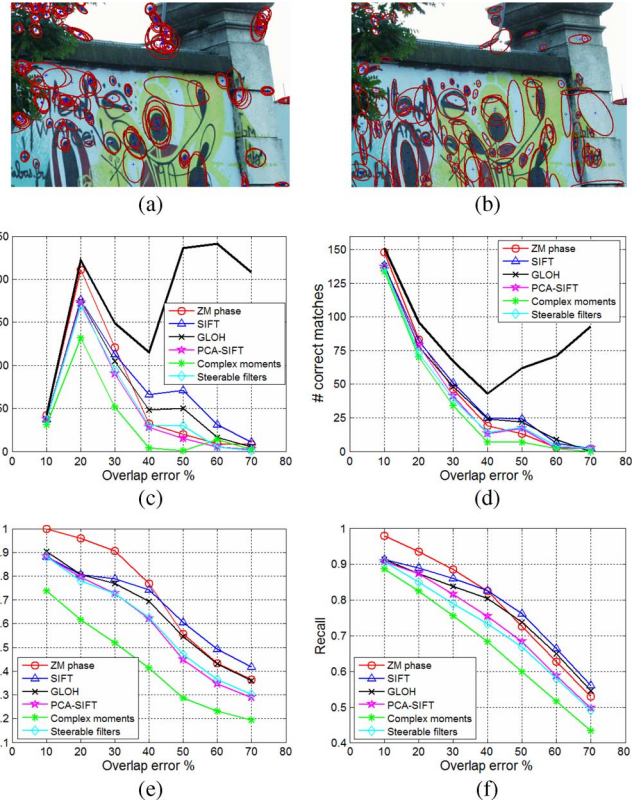 (a)
(b)
ZM phase
SIFT
GLOH
PCA-SIFT
Complex moments
Steerable filters
50
50
50
50
0
0 10 20 30 40 50 60 70 80
Overlap error %
(c)
# correct matches
150
125
100
75
50
25
0
ZM phase
SIFT
GLOH
PCA-SIFT
Complex moments
Steerable filters
0 10 20 30 40 50 60 70 80
Overlap error %
(d)
1
.9
.8
.7
.6
.5
.4
.3
.2
.1
ZM phase
SIFT
GLOH
PCA-SIFT
Complex moments
Steerable filters
0 10 20 30 40 50 60 70 80
Overlap error %
(e)
Recall
1
0.9
0.8
0.7
0.6
0.5
0.4
ZM phase
SIFT
GLOH
PCA-SIFT
Complex moments
Steerable filters
0 10 20 30 40 50 60 70 80
Overlap error %
(f)